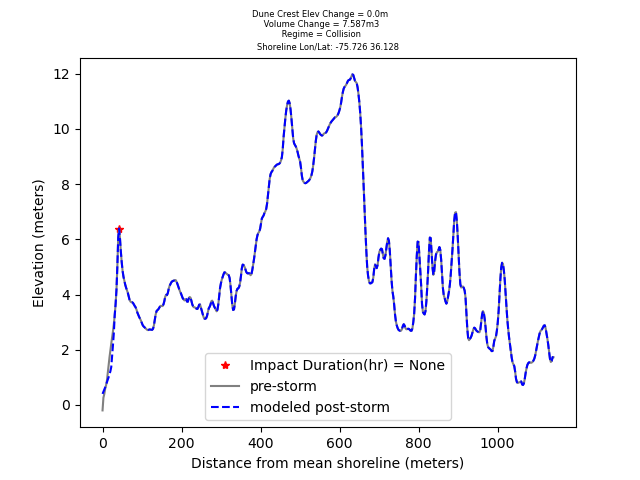 Dune Crest Elev Change = 0.0m
Volume Change = 7.587m3
Regime = Collision
Shoreline Lon/Lat: -75.726 36.128
12
10
8
6
4
2
0
Elevation (meters)
Impact Duration(hr) = None
pre-storm
modeled post-storm
0 200 400 600 800 1000
Distance from mean shoreline (meters)